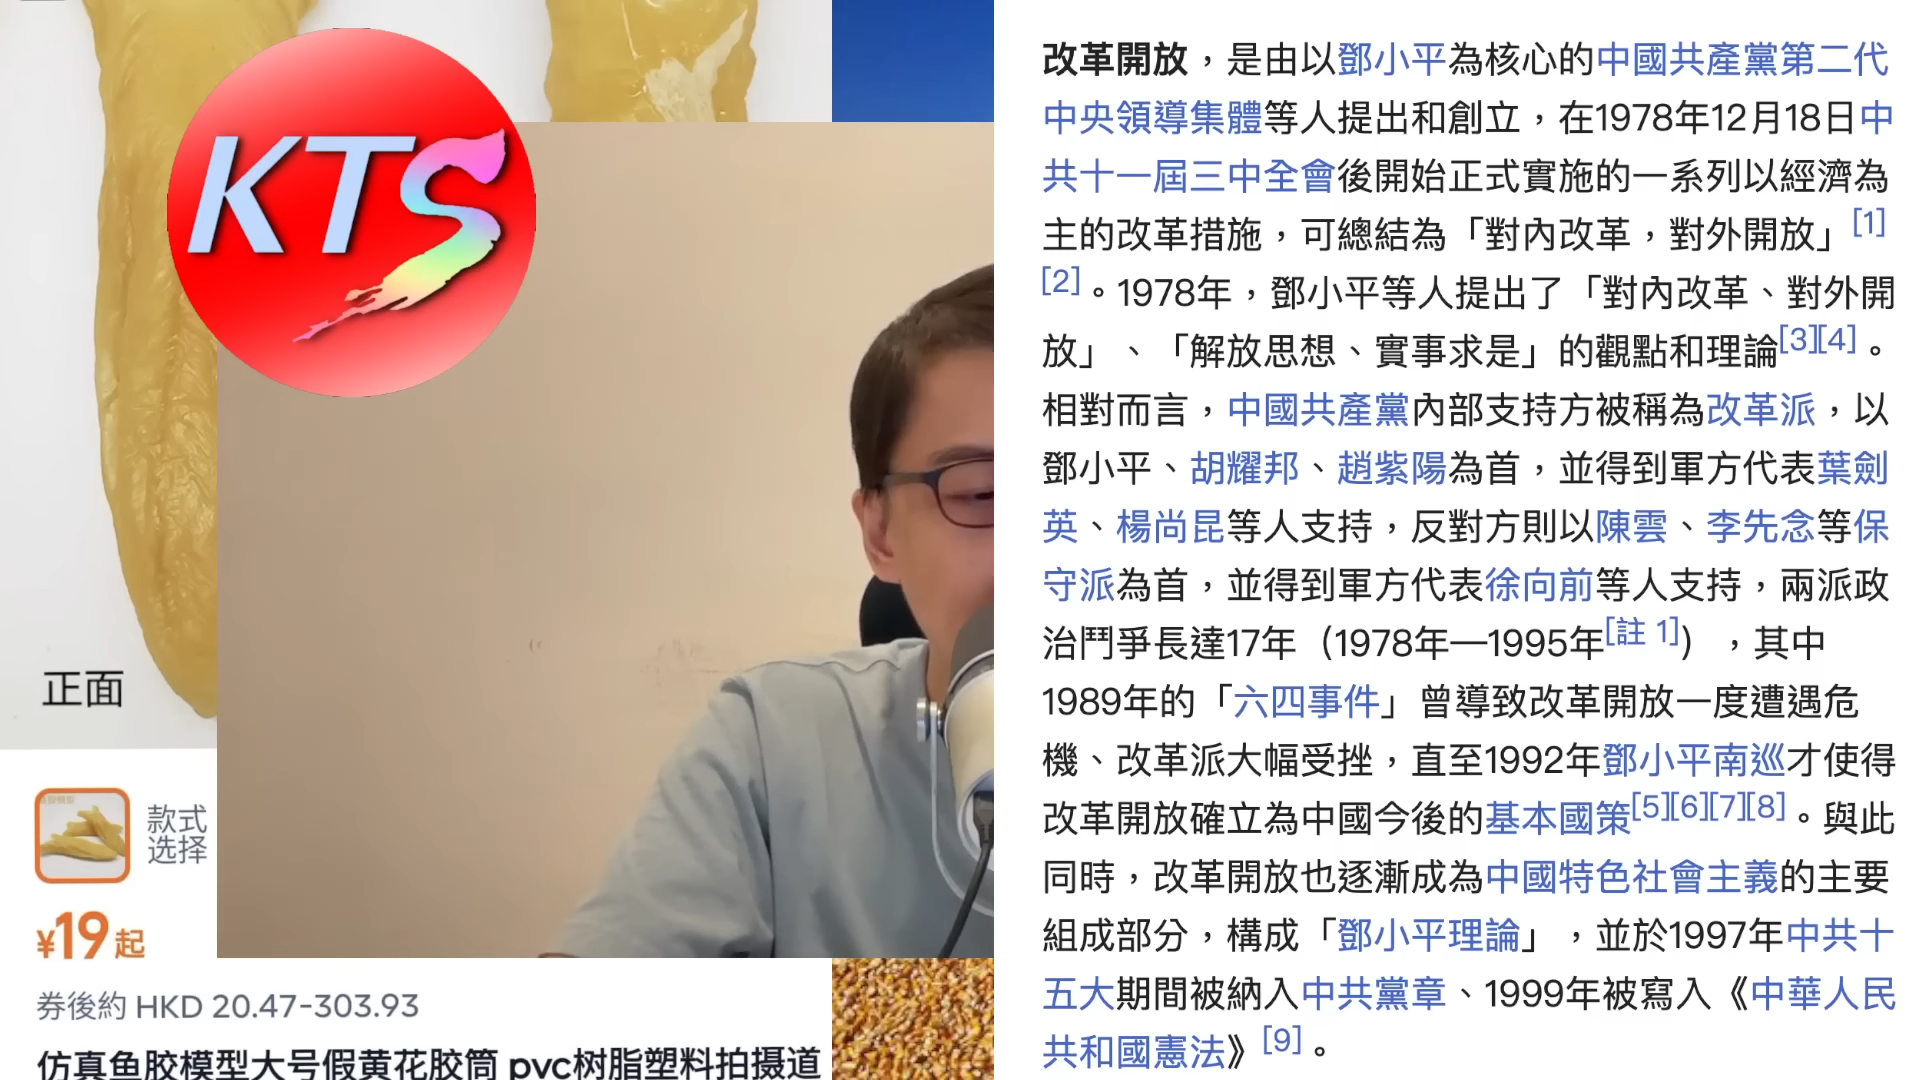 KTS
正面
款式
选择
¥19起
券後約 HKD 20.47-303.93
仿真鱼胶模型大号假黄花胶筒 pvc树脂塑料拍摄道
改革開放，是由以鄧小平為核心的中國共產黨第二代
中央領導集體等人提出和創立，在1978年12月18日中
共十一屆三中全會後開始正式實施的一系列以經濟為
主的改革措施，可總結為「對內改革，對外開放」[1]
[2]。1978年，鄧小平等人提出了「對內改革、對外開
放」、「解放思想、實事求是」的觀點和理論[3][4]。
相對而言，中國共產黨內部支持方被稱為改革派，以
鄧小平、胡耀邦、趙紫陽為首，並得到軍方代表葉劍
英、楊尚昆等人支持，反對方則以陳雲、李先念等保
守派為首，並得到軍方代表徐向前等人支持，兩派政
治鬥爭長達17年（1978年—1995年[註 1]），其中
1989年的「六四事件」曾導致改革開放一度遭遇危
機、改革派大幅受挫，直至1992年鄧小平南巡才使得
改革開放確立為中國今後的基本國策[5][6][7][8]。與此
同時，改革開放也逐漸成為中國特色社會主義的主要
組成部分，構成「鄧小平理論」，並於1997年中共十
五大期間被納入中共黨章、1999年被寫入《中華人民
共和國憲法》[9]。